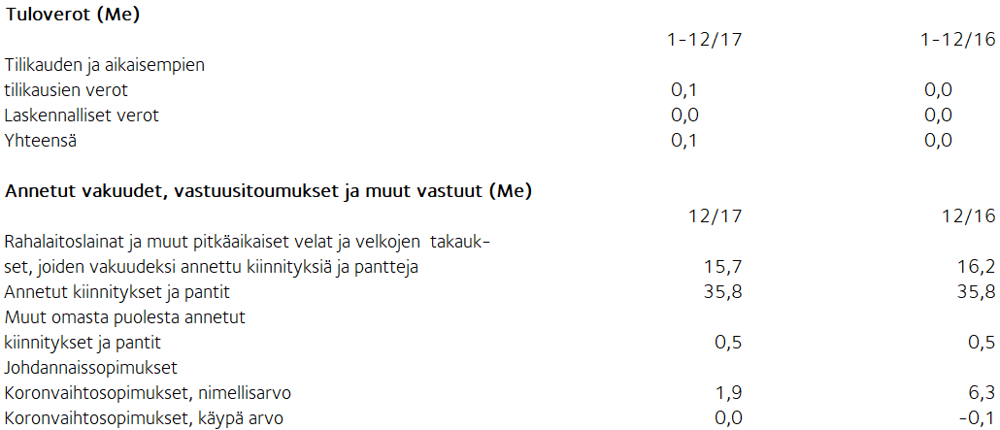 Tuloverot (Me)
1-12/17 1-12/16
Tilikauden ja aikaisempien
tilikausien verot 0,1 0,0
Laskennalliset verot 0,0 0,0
Yhteensä 0,1 0,0
Annetut vakuudet, vastuusitoumukset ja muut vastuut (Me)
12/17 12/16
Rahalaitoslainat ja muut pitkäaikaiset velat ja velkojen takauk-
set, joiden vakuudeksi annettu kiinnityksiä ja pantteja 15,7 16,2
Annetut kiinnitykset ja pantit 35,8 35,8
Muut omasta puolesta annetut
kiinnitykset ja pantit 0,5 0,5
Johdannaissopimukset
Koronvaihtosopimukset, nimellisarvo 1,9 6,3
Koronvaihtosopimukset, käypä arvo 0,0 -0,1